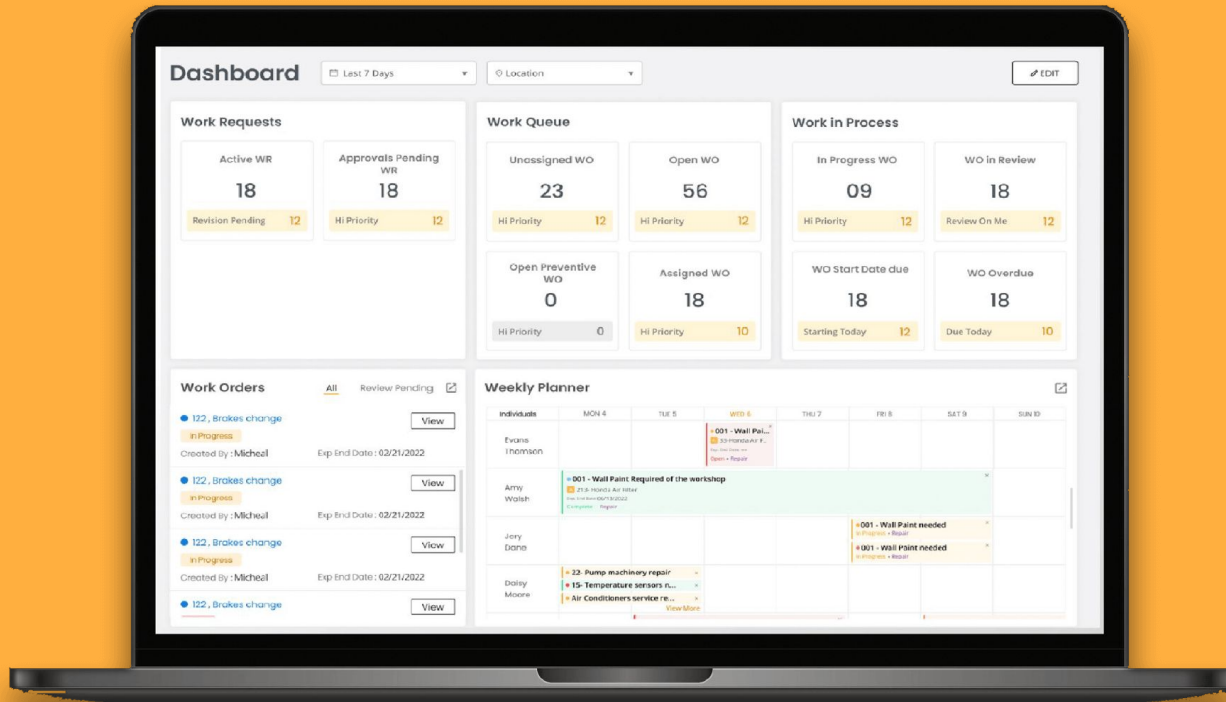 Dashboard
Last 7 Days
Location
EDIT
Work Requests
Active WR
18
Revision Pending 12
Approvals Pending
WR
18
Hi Priority 12
Work Queue
Unassigned WO
23
Hi Priority 12
Open WO
56
Hi Priority 12
Open Preventive
WO
0
Hi Priority 0
Assigned WO
18
Hi Priority 10
Work in Process
In Progress WO
09
Hi Priority 12
WO in Review
18
Review On Me 12
WO Start Date due
18
Starting Today 12
WO Overdue
18
Due Today 10
Work Orders All Review Pending
122, Brakes change View
In Progress
Created By : Micheal Exp End Date : 02/21/2022
122, Brakes change View
In Progress
Created By : Micheal Exp End Date : 02/21/2022
122, Brakes change View
In Progress
Created By : Micheal Exp End Date : 02/21/2022
122, Brakes change View
Weekly Planner
Individuals MON 4 TUE 5 WED 6 THU 7 FRI 8 SAT 9 SUN 10
Evans
Thomson
001 - Wall Pai...
Open • Repair
Amy
Walsh
001 - Wall Paint Required of the workshop
213- Honda Air Filter
Complete Repair
Jery
Dane
001 - Wall Paint needed
In Progress • Repair
001 - Wall Paint needed
In Progress • Repair
Daisy
Moore
22- Pump machinery repair
15- Temperature sensors n...
Air Conditioners service re...
View More